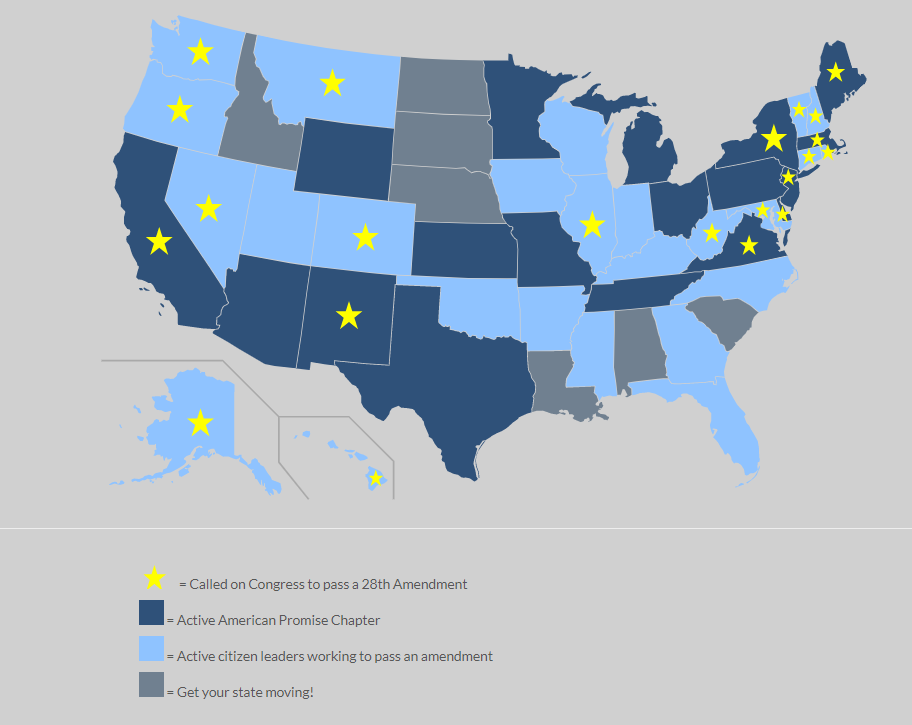 = Called on Congress to pass a 28th Amendment
= Active American Promise Chapter
= Active citizen leaders working to pass an amendment
= Get your state moving!